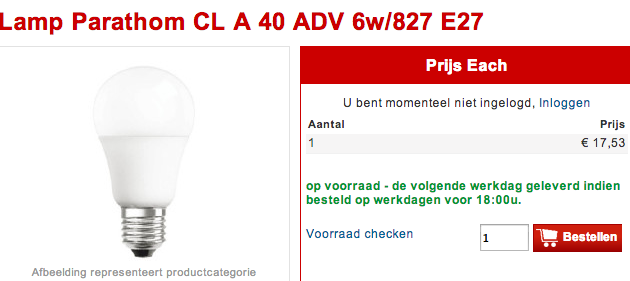 Lamp Parathom CL A 40 ADV 6w/827 E27
Prijs Each
U bent momenteel niet ingelogd, Inloggen
Aantal Prijs
1 € 17,53
op voorraad - de volgende werkdag geleverd indien
besteld op werkdagen voor 18:00u.
Voorraad checken 1 Bestellen
Afbeelding representeert productcategorie